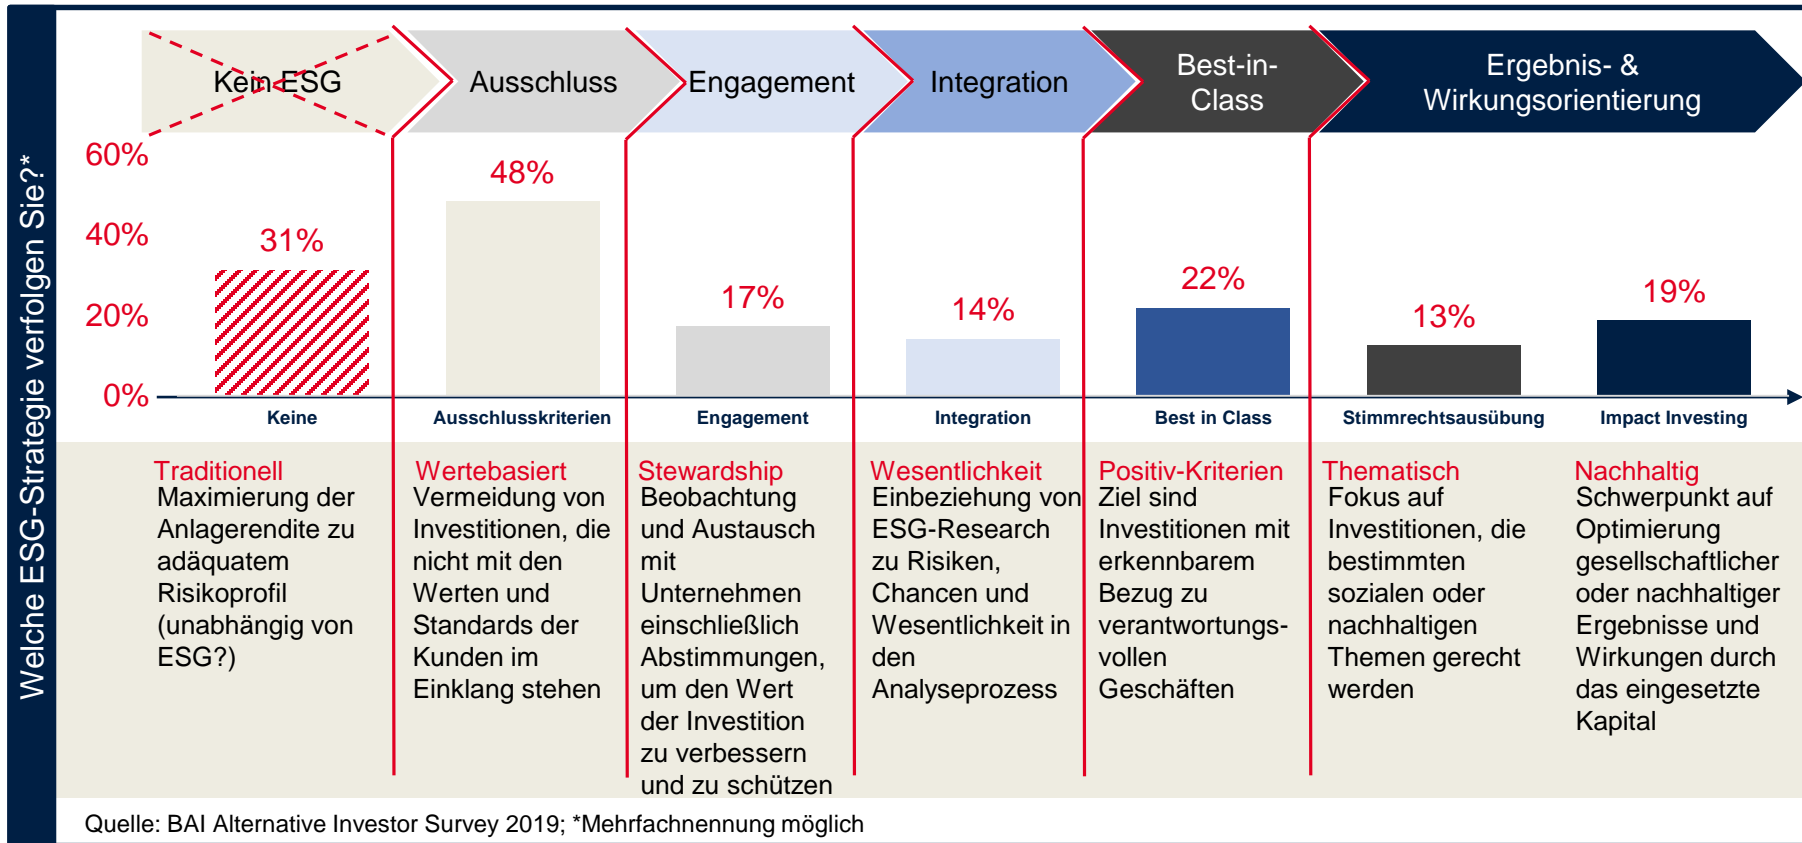 Welche ESG-Strategie verfolgen Sie?*
Kein ESG
Ausschluss
Engagement
Integration
Best-in-
Class
Ergebnis- &
Wirkungsorientierung
60%
40%
20%
0%
31%
48%
17%
14%
22%
13%
19%
Keine
Ausschlusskriterien
Engagement
Integration
Best in Class
Stimmrechtsausübung
Impact Investing
Traditionell
Maximierung der
Anlagerendite zu
adäquatem
Risikoprofil
(unabhängig von
ESG?)
Wertebasiert
Vermeidung von
Investitionen, die
nicht mit den
Werten und
Standards der
Kunden im
Einklang stehen
Stewardship
Beobachtung
und Austausch
mit
Unternehmen
einschließlich
Abstimmungen,
um den Wert
der Investition
zu verbessern
und zu schützen
Wesentlichkeit
Einbeziehung von
ESG-Research
zu Risiken,
Chancen und
Wesentlichkeit in
den
Analyseprozess
Positiv-Kriterien
Ziel sind
Investitionen mit
erkennbarem
Bezug zu
verantwortungs-
vollen
Geschäften
Thematisch
Fokus auf
Investitionen, die
bestimmten
sozialen oder
nachhaltigen
Themen gerecht
werden
Nachhaltig
Schwerpunkt auf
Optimierung
gesellschaftlicher
oder nachhaltiger
Ergebnisse und
Wirkungen durch
das eingesetzte
Kapital
Quelle: BAI Alternative Investor Survey 2019; *Mehrfachnennung möglich